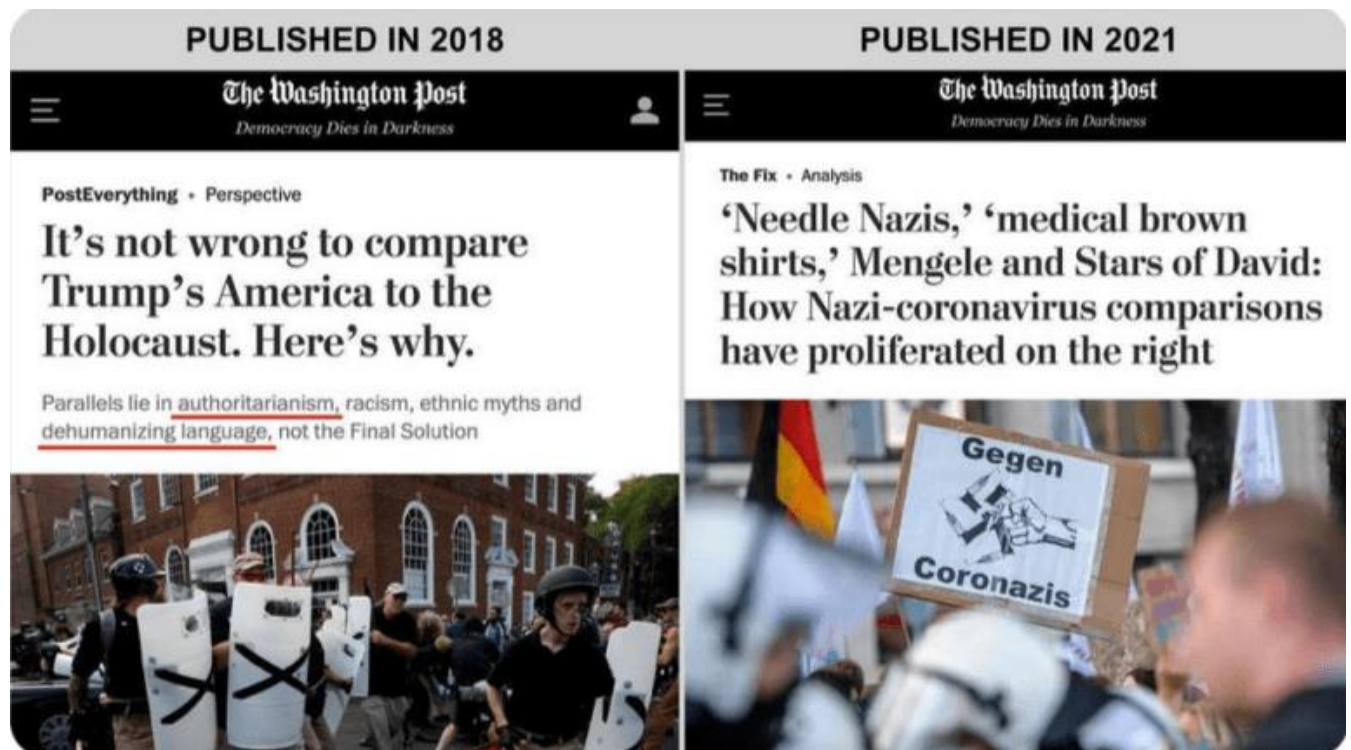 PUBLISHED IN 2018
The Washington Post
Democracy Dies in Darkness
PostEverything • Perspective
It's not wrong to compare
Trump's America to the
Holocaust. Here's why.
Parallels lie in authoritarianism, racism, ethnic myths and
dehumanizing language, not the Final Solution
PUBLISHED IN 2021
The Washington Post
Democracy Dies in Darkness
The Fix • Analysis
‘Needle Nazis,’ ‘medical brown
shirts,’ Mengele and Stars of David:
How Nazi-coronavirus comparisons
have proliferated on the right
Gegen
Coronazis